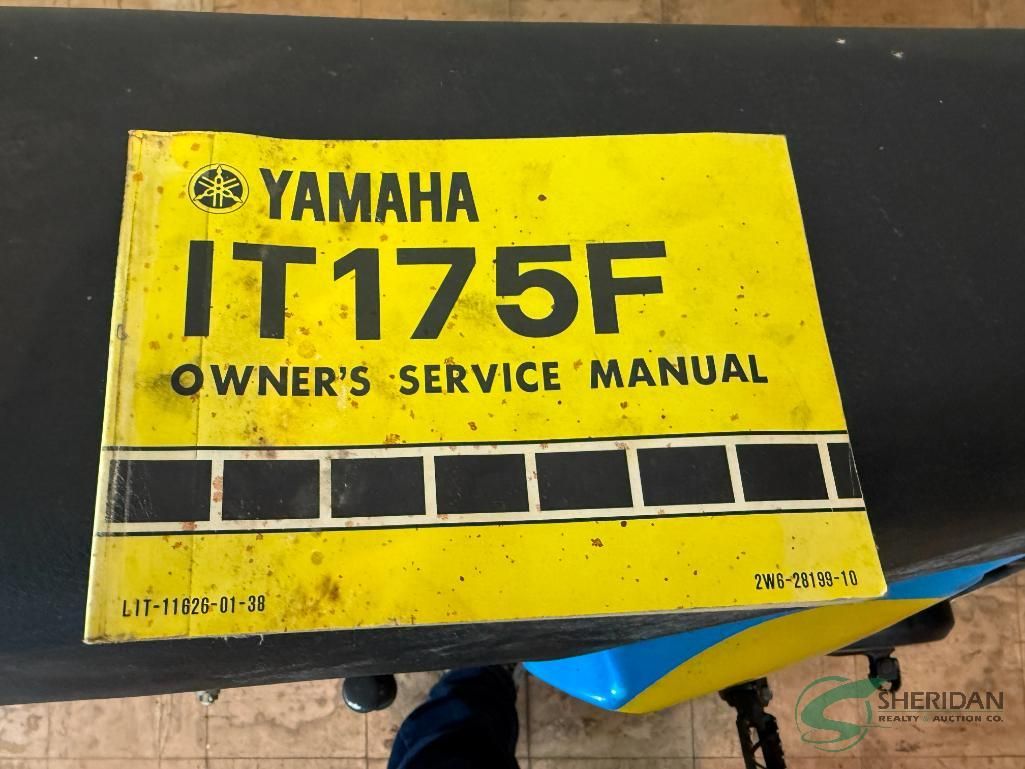 YAMAHA
IT175F
OWNER'S SERVICE MANUAL
LIT-11626-01-38
2W6-28199-10
SHERIDAN
REALTY & AUCTION CO.